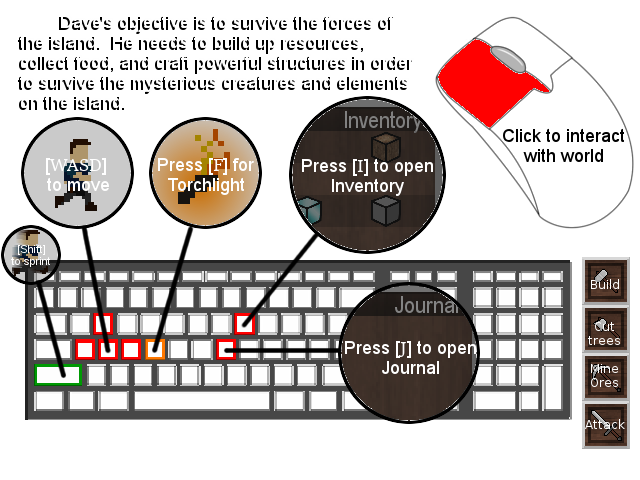 Dave's objective is to survive the forces of
the island. He needs to build up resources,
collect food, and craft powerful structures in order
to survive the mysterious creatures and elements
on the island.
Click to interact
with world
[WASD]
to move
Press [F] for
Torchlight
Inventory
Press [I] to open
Inventory
[Shift]
to sprint
Journal
Press [J] to open
Journal
Build
Cut
trees
Mine
Ores
Attack